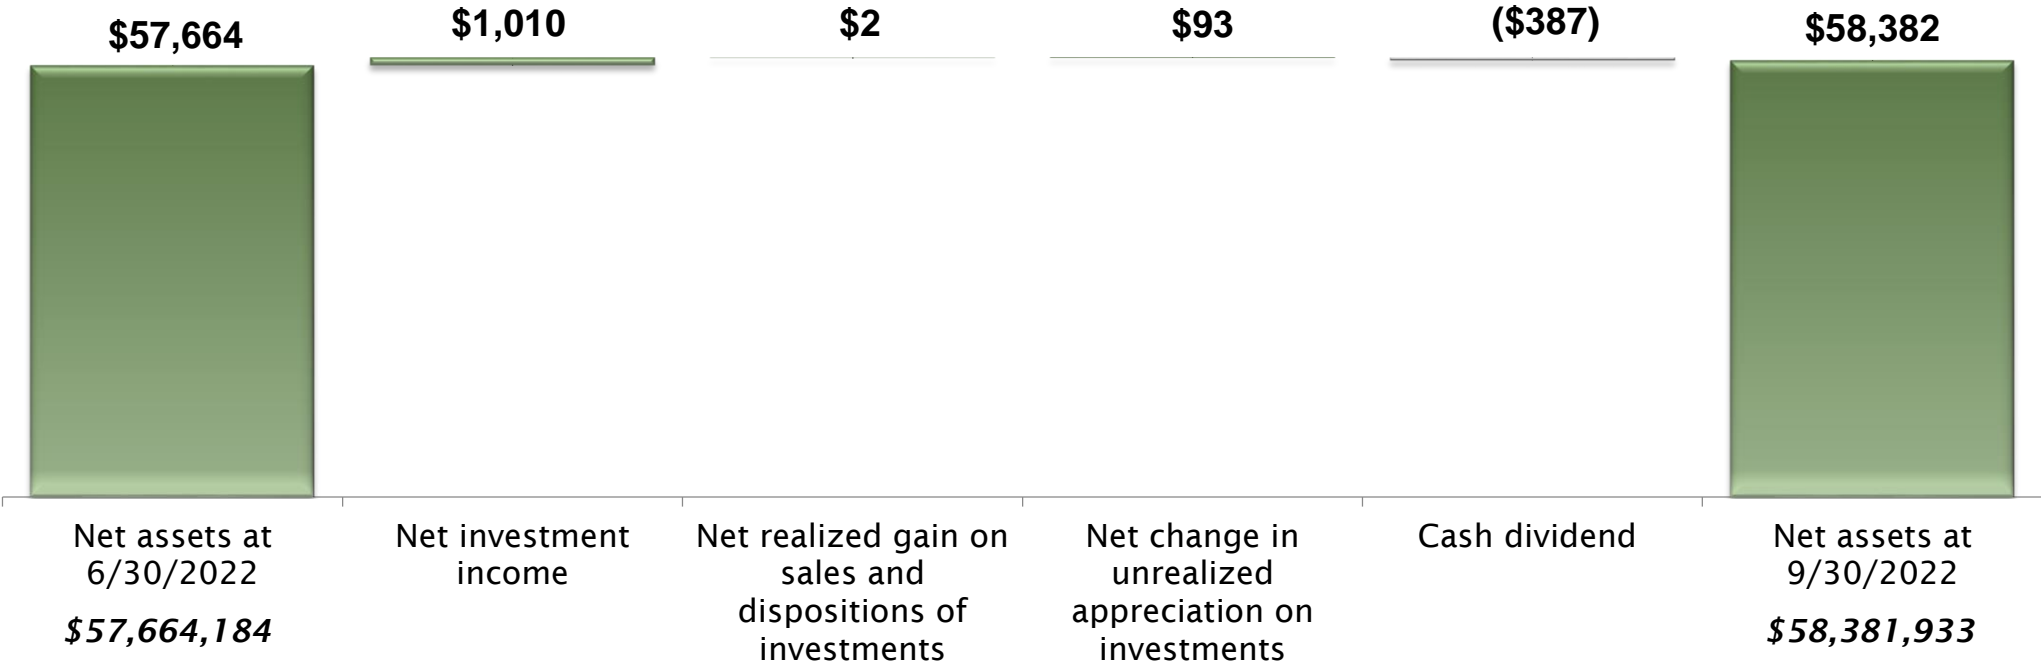 $57,664
$1,010
$2
$93
($387)
$58,382
Net assets at
6/30/2022
$57,664,184
Net investment
income
Net realized gain on
sales and
dispositions of
investments
Net change in
unrealized
appreciation on
investments
Cash dividend
Net assets at
9/30/2022
$58,381,933